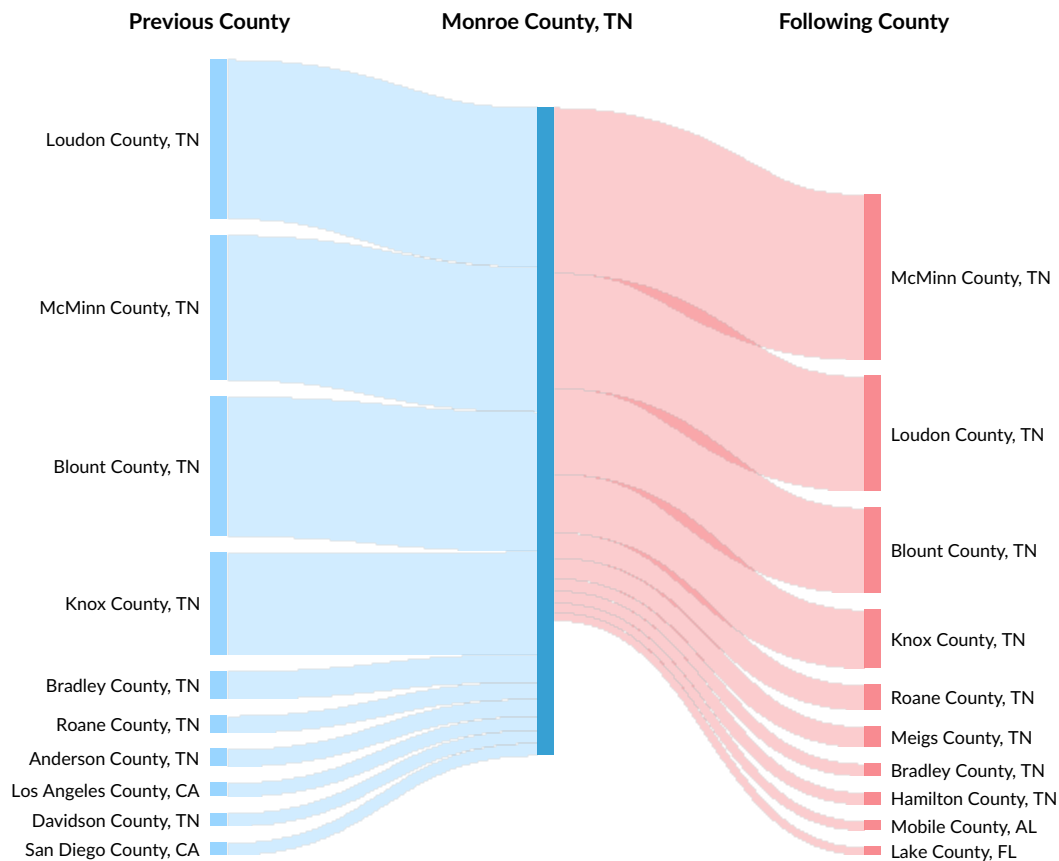 Previous County
Monroe County, TN
Following County
Loudon County, TN
McMinn County, TN
Blount County, TN
Knox County, TN
Bradley County, TN
Roane County, TN
Anderson County, TN
Los Angeles County, CA
Davidson County, TN
San Diego County, CA
McMinn County, TN
Loudon County, TN
Blount County, TN
Knox County, TN
Roane County, TN
Meigs County, TN
Bradley County, TN
Hamilton County, TN
Mobile County, AL
Lake County, FL